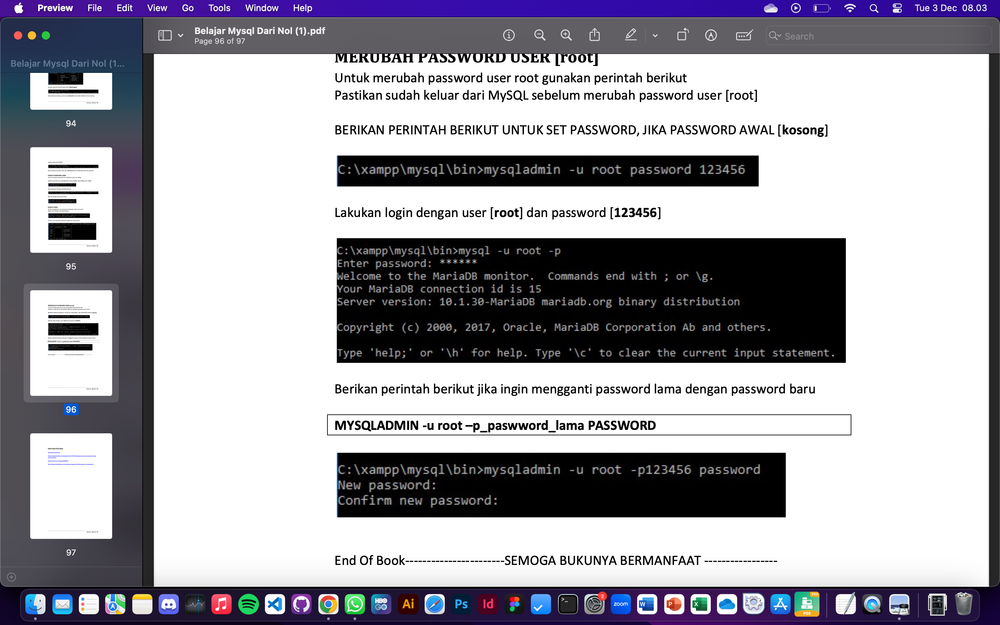 Preview File Edit View Go Tools Window Help
Tue 3 Dec 08.03
Belajar Mysql Dari Nol (1...
94
95
96
97
Belajar Mysql Dari Nol (1).pdf
Page 96 of 97
Search
MERUBAH PASSWORD USER [root]
Untuk merubah password user root gunakan perintah berikut
Pastikan sudah keluar dari MySQL sebelum merubah password user [root]
BERIKAN PERINTAH BERIKUT UNTUK SET PASSWORD, JIKA PASSWORD AWAL [kosong]
C:\xampp\mysql\bin>mysqladmin -u root password 123456
Lakukan login dengan user [root] dan password [123456]
C:\xampp\mysql\bin>mysql -u root -p
Enter password: ******
Welcome to the MariaDB monitor.  Commands end with ; or \g.
Your MariaDB connection id is 15
Server version: 10.1.30-MariaDB mariadb.org binary distribution
Copyright (c) 2000, 2017, Oracle, MariaDB Corporation Ab and others.
Type 'help;' or '\h' for help. Type '\c' to clear the current input statement.
Berikan perintah berikut jika ingin mengganti password lama dengan password baru
MYSQLADMIN -u root –p_paswword_lama PASSWORD
C:\xampp\mysql\bin>mysqladmin -u root -p123456 password
New password:
Confirm new password:
End Of Book-----------------------SEMOGA BUKUNYA BERMANFAAT -----------------
HBO GO
Ai
Ps
Id
2
zoom
W
P
X
PRO
POS